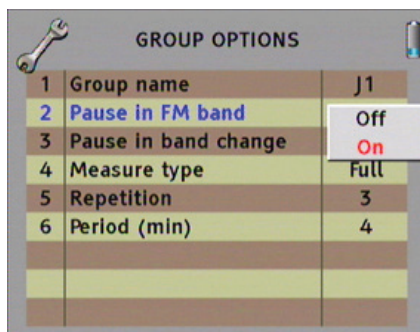 GROUP OPTIONS
1 Group name J1
2 Pause in FM band Off
3 Pause in band change On
4 Measure type Full
5 Repetition 3
6 Period (min) 4